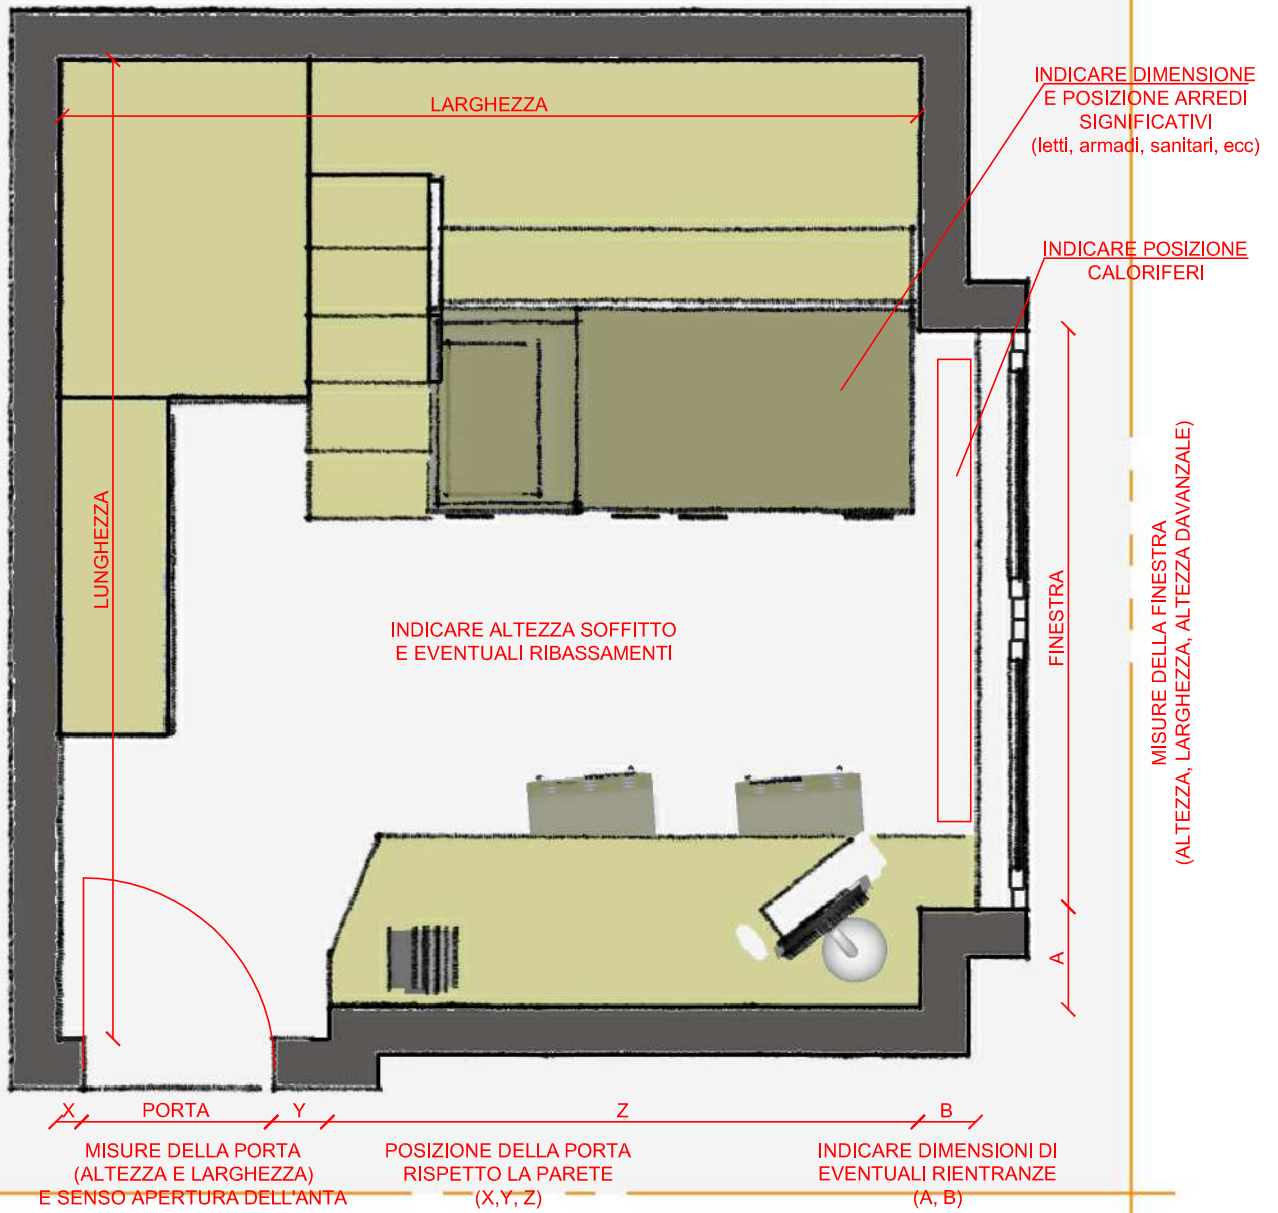 LARGHEZZA
INDICARE DIMENSIONE
E POSIZIONE ARREDI
SIGNIFICATIVI
(letti, armadi, sanitari, ecc)
INDICARE POSIZIONE
CALORIFERI
LUNGHEZZA
INDICARE ALTEZZA SOFFITTO
E EVENTUALI RIBASSAMENTI
FINESTRA
MISURE DELLA FINESTRA
(ALTEZZA, LARGHEZZA, ALTEZZA DAVANZALE)
A
X
PORTA
Y
Z
B
MISURE DELLA PORTA
(ALTEZZA E LARGHEZZA)
E SENSO APERTURA DELL'ANTA
POSIZIONE DELLA PORTA
RISPETTO LA PARETE
(X,Y, Z)
INDICARE DIMENSIONI DI
EVENTUALI RIENTRANZE
(A, B)